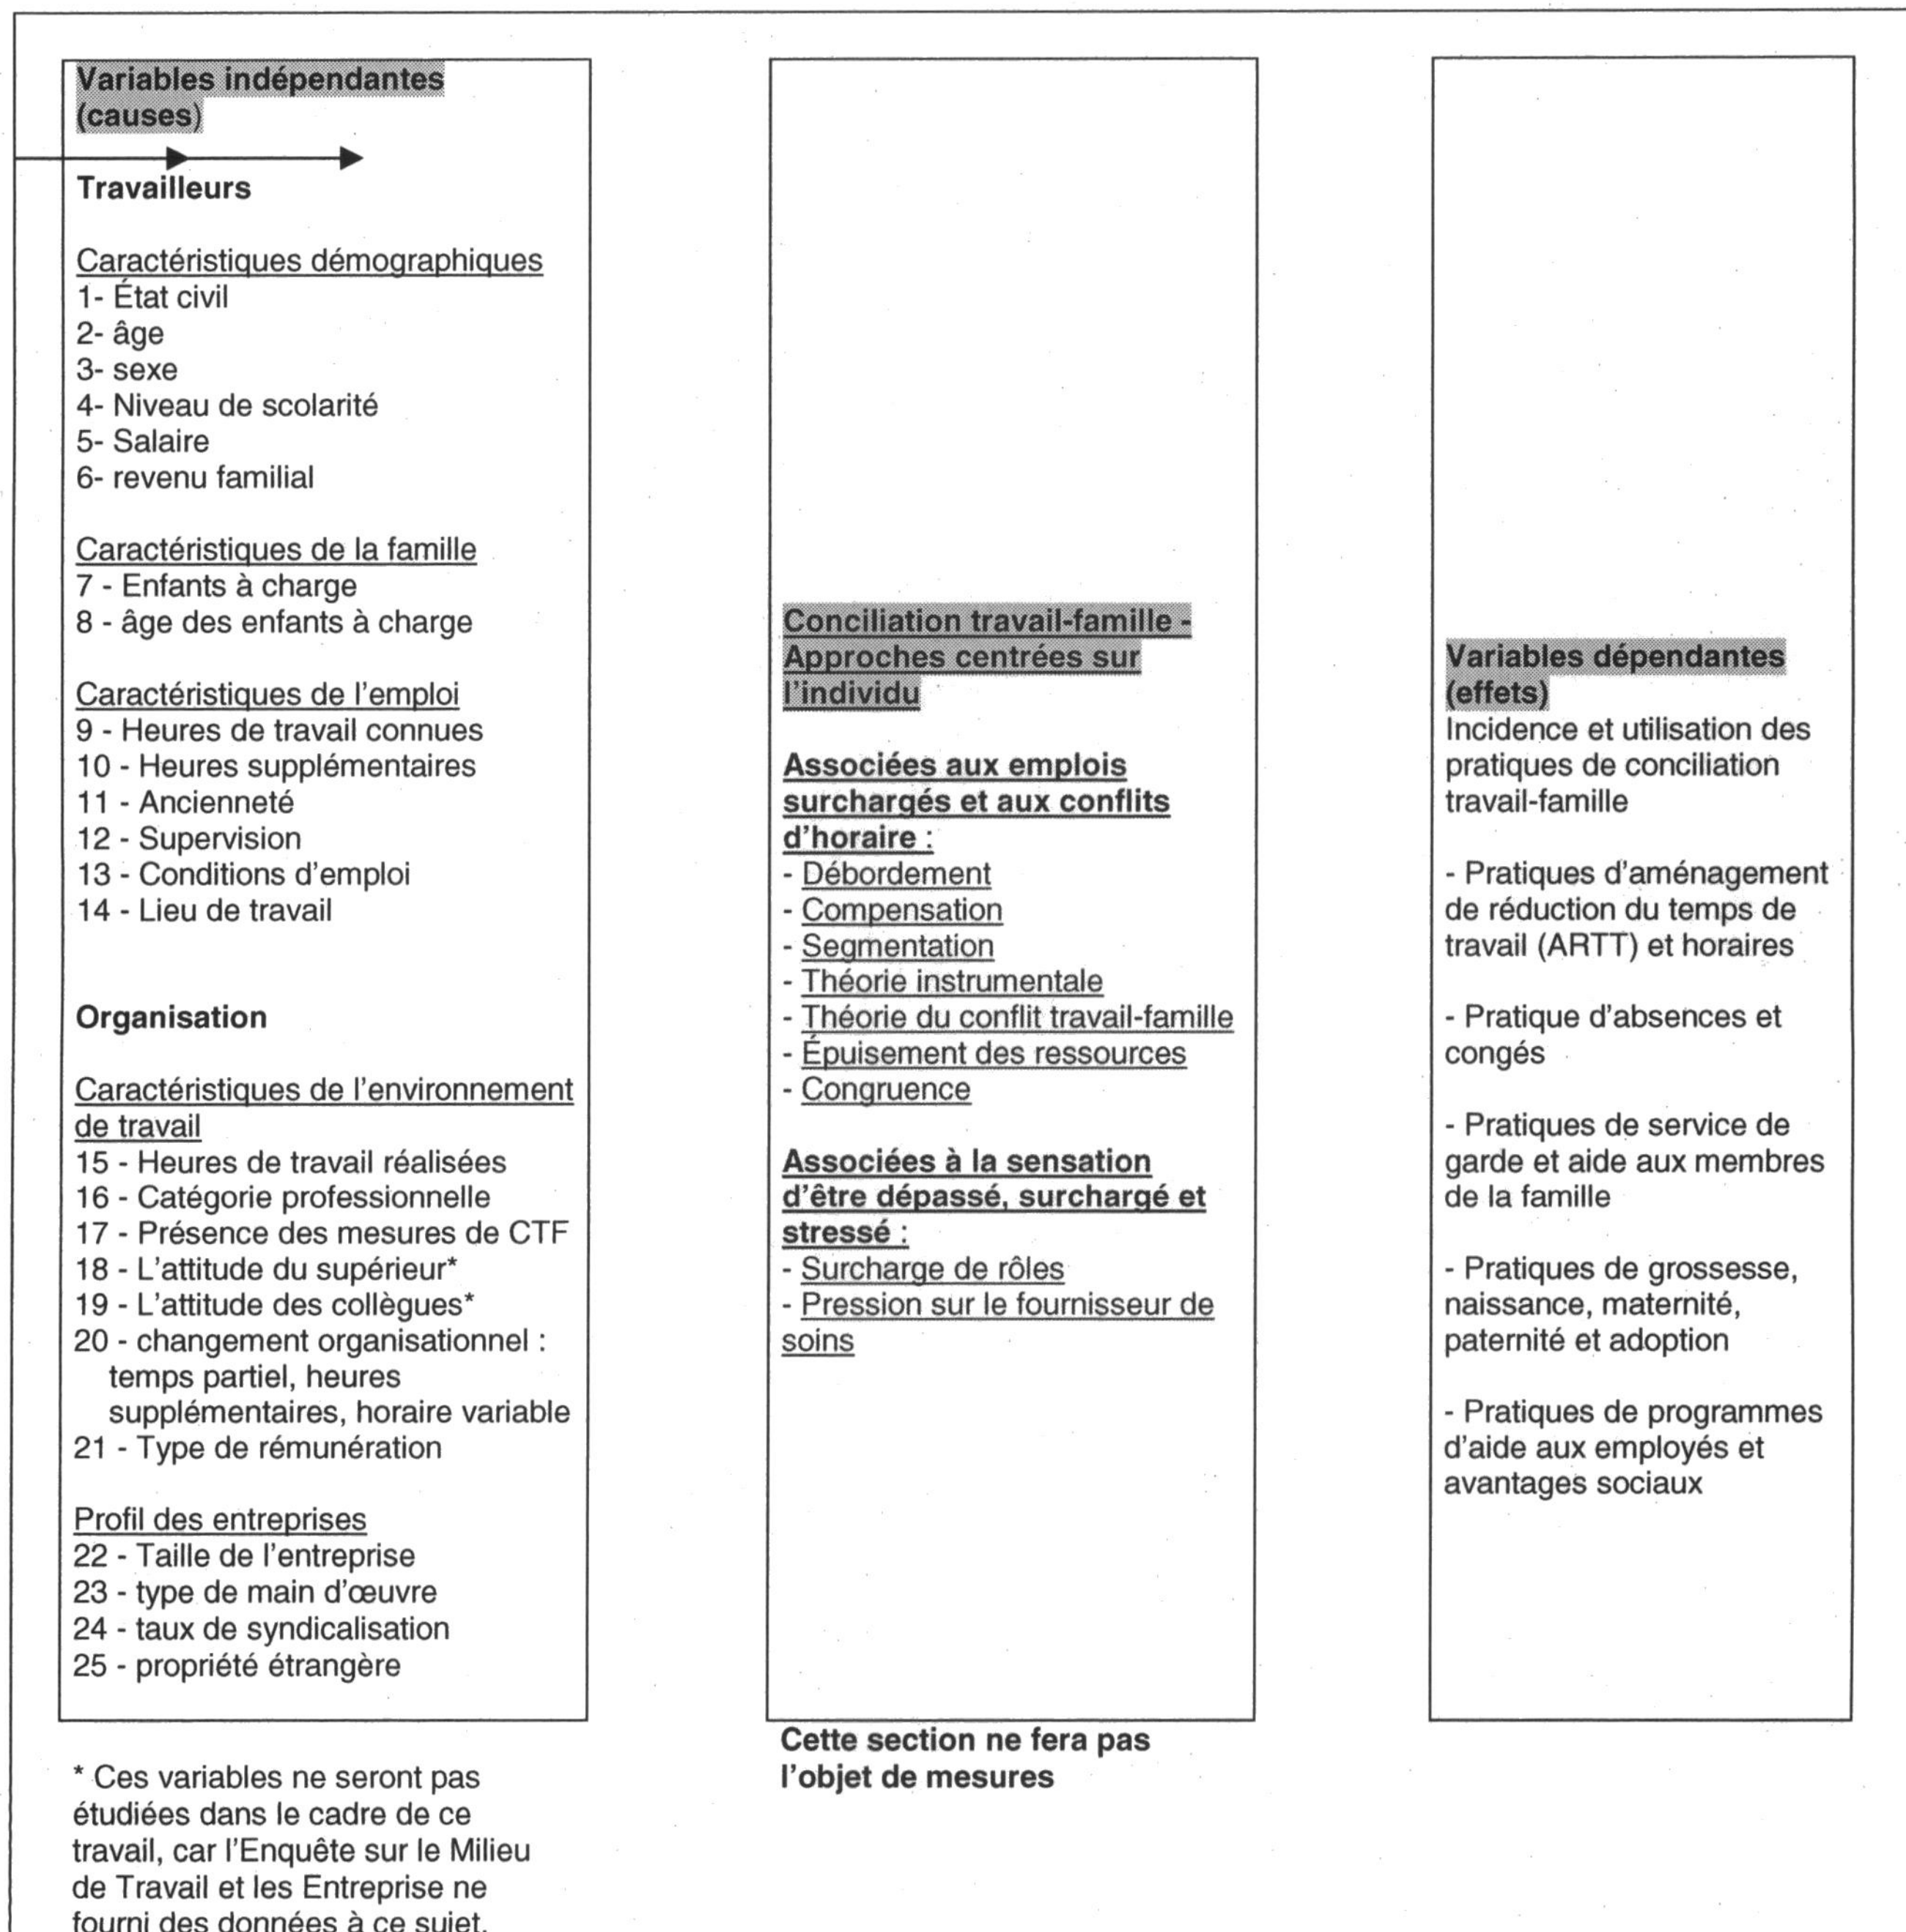 Variables indépendantes
(causes)
Travailleurs
Caractéristiques démographiques
1- État civil
2- âge
3- sexe
4- Niveau de scolarité
5- Salaire
6- revenu familial
Caractéristiques de la famille
7 - Enfants à charge
8 - âge des enfants à charge
Caractéristiques de l'emploi
9 - Heures de travail connues
10 - Heures supplémentaires
11 - Ancienneté
12 - Supervision
13 - Conditions d'emploi
14 - Lieu de travail
Organisation
Caractéristiques de l'environnement
de travail
15 - Heures de travail réalisées
16 - Catégorie professionnelle
17 - Présence des mesures de CTF
18 - L'attitude du supérieur*
19 - L'attitude des collègues*
20 - changement organisationnel :
temps partiel, heures
supplémentaires, horaire variable
21 - Type de rémunération
Profil des entreprises
22 - Taille de l'entreprise
23 - type de main d'œuvre
24 - taux de syndicalisation
25 - propriété étrangère
* Ces variables ne seront pas
étudiées dans le cadre de ce
travail, car l'Enquête sur le Milieu
de Travail et les Entreprise ne
fourni des données à ce sujet.
Conciliation travail-famille -
Approches centrées sur
l'individu
Associées aux emplois
surchargés et aux conflits
d'horaire :
- Débordement
- Compensation
- Segmentation
- Théorie instrumentale
- Théorie du conflit travail-famille
- Épuisement des ressources
- Congruence
Associées à la sensation
d'être dépassé, surchargé et
stressé :
- Surcharge de rôles
- Pression sur le fournisseur de
soins
Cette section ne fera pas
l'objet de mesures
Variables dépendantes
(effets)
Incidence et utilisation des
pratiques de conciliation
travail-famille
- Pratiques d'aménagement
de réduction du temps de
travail (ARTT) et horaires
- Pratique d'absences et
congés
- Pratiques de service de
garde et aide aux membres
de la famille
- Pratiques de grossesse,
naissance, maternité,
paternité et adoption
- Pratiques de programmes
d'aide aux employés et
avantages sociaux